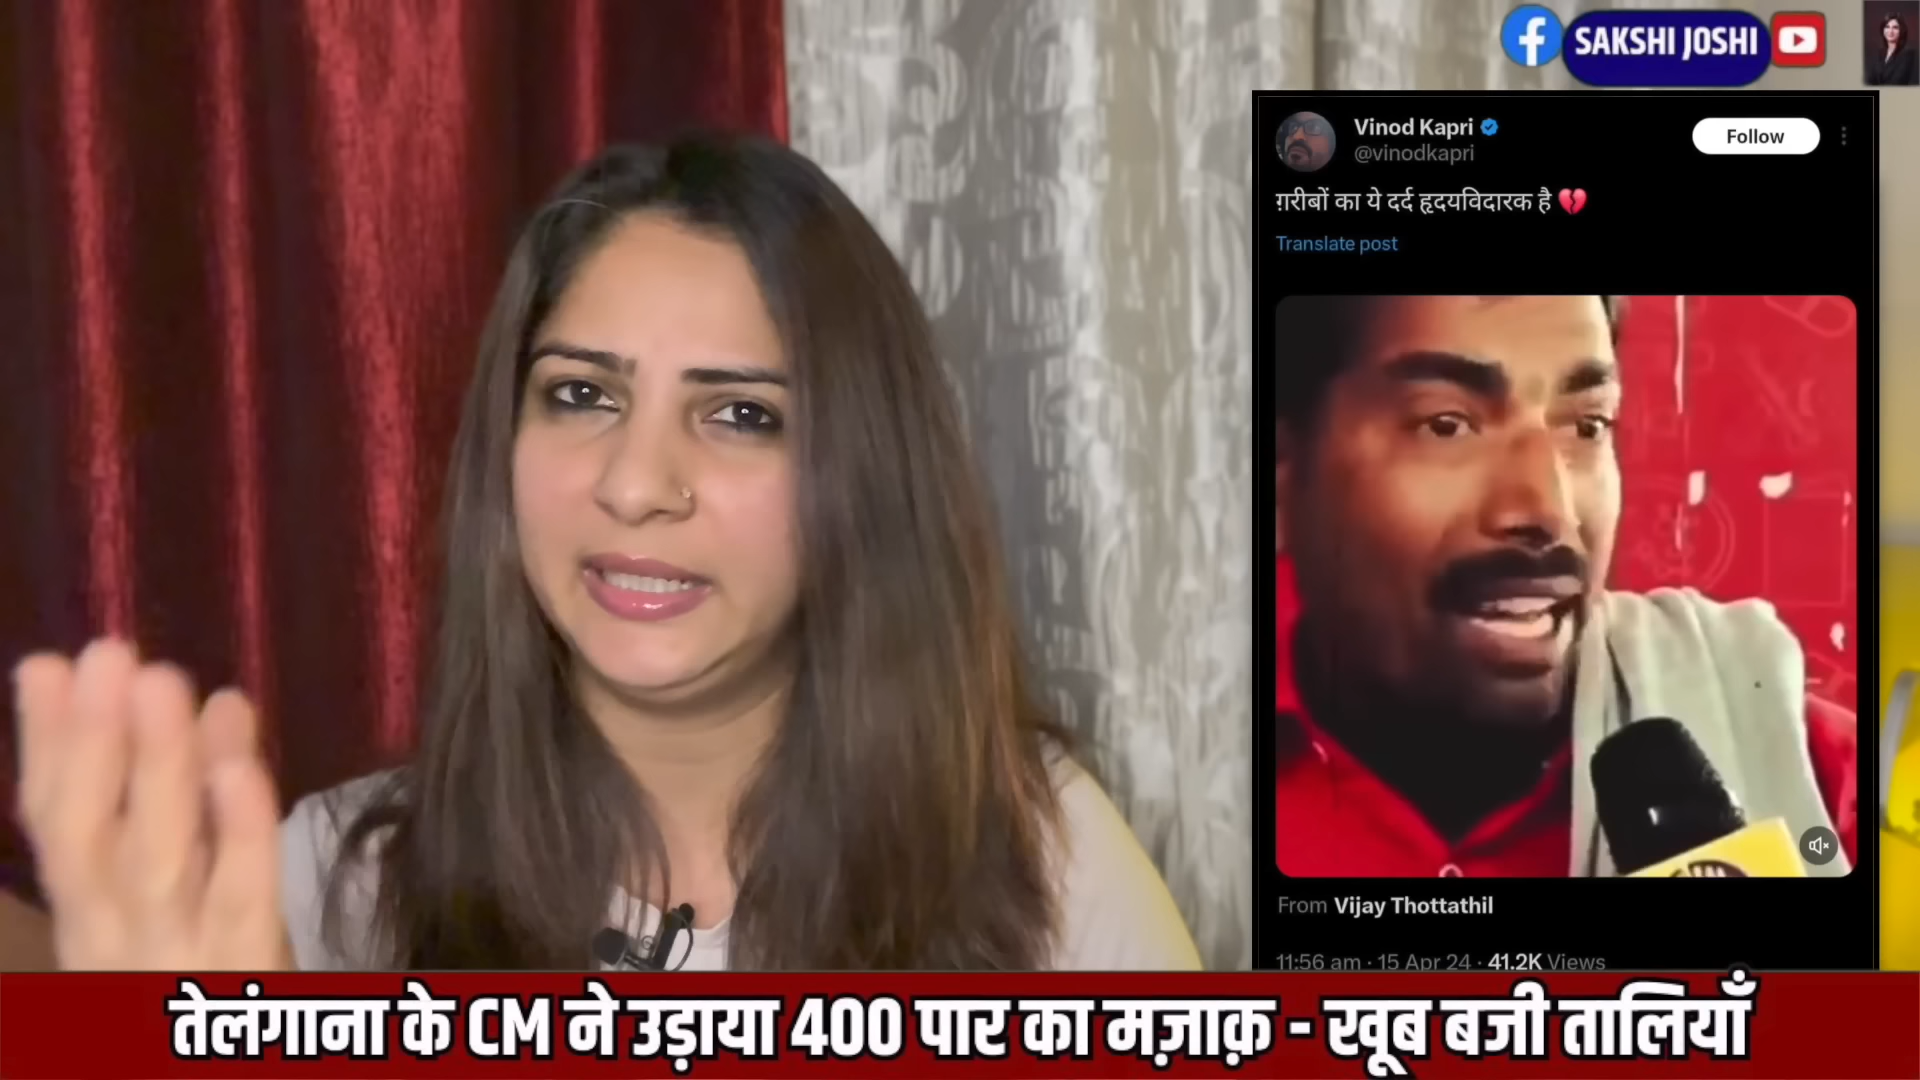 SAKSHI JOSHI
Vinod Kapri
@vinodkapri
Follow
ग़रीबों का ये दर्द हृदयविदारक है 💔
Translate post
From Vijay Thottathil
11:56 am · 15 Apr 24 · 41.2K Views
तेलंगाना के CM ने उड़ाया 400 पार का मज़ाक़ - खूब बजी तालियाँ